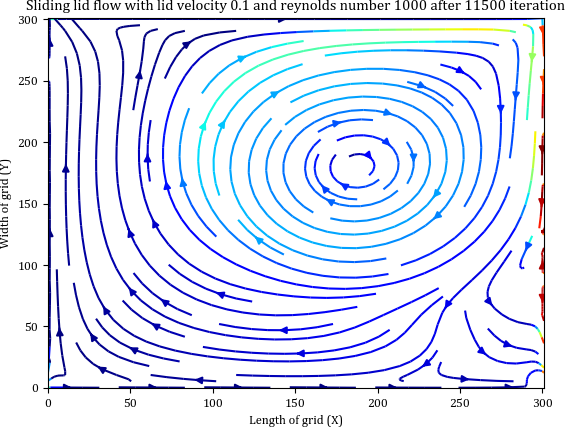 Sliding lid flow with lid velocity 0.1 and reynolds number 1000 after 11500 iteration
300
250
200
150
100
50
0
Width of grid (Y)
0 50 100 150 200 250 300
Length of grid (X)